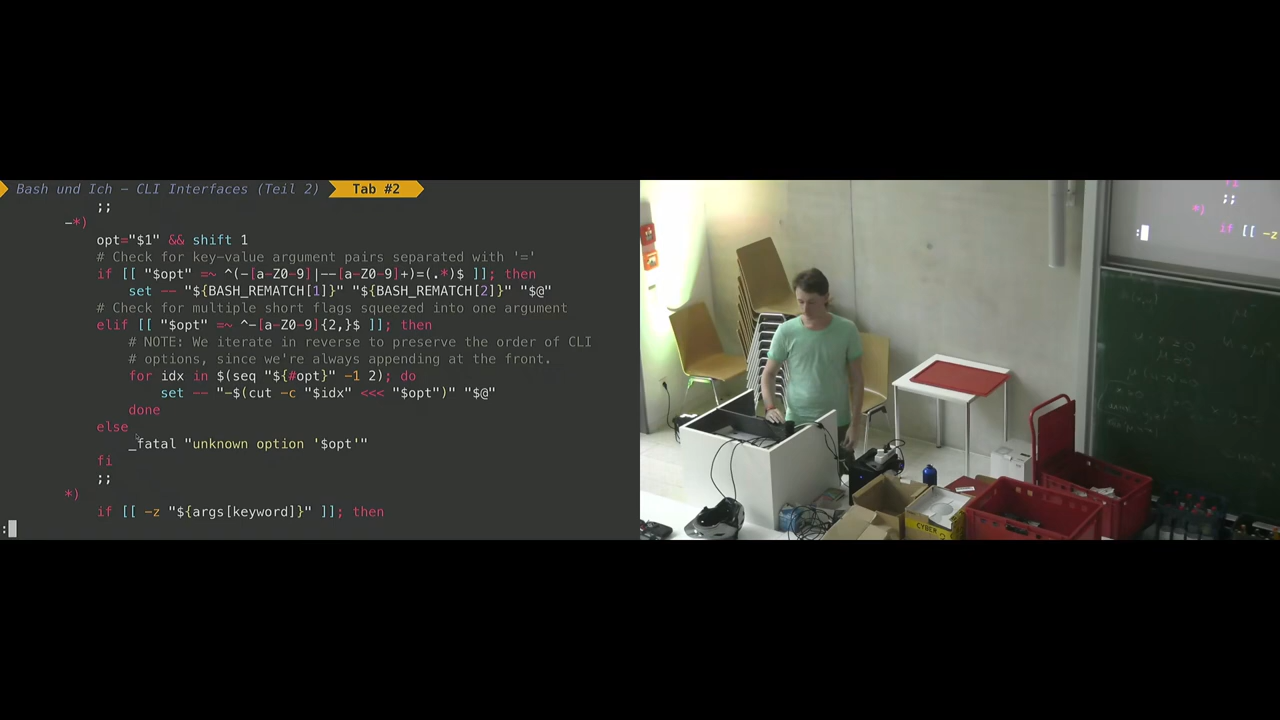 Bash und Ich - CLI Interfaces (Teil 2) Tab #2
;;
-*)
opt="$1" && shift 1
# Check for key-value argument pairs separated with '='
if [[ "$opt" =~ ^(-[a-Z0-9]|--[a-Z0-9]+)=(.*)$ ]]; then
set -- "${BASH_REMATCH[1]}" "${BASH_REMATCH[2]}" "$@"
# Check for multiple short flags squeezed into one argument
elif [[ "$opt" =~ ^-[a-Z0-9]{2,}$ ]]; then
# NOTE: We iterate in reverse to preserve the order of CLI
# options, since we're always appending at the front.
for idx in $(seq "${#opt}" -1 2); do
set -- "-$(cut -c "$idx" <<< "$opt")" "$@"
done
else
_fatal "unknown option '$opt'"
fi
;;
*)
if [[ -z "${args[keyword]}" ]]; then
:
fi
;;
*)
if [[ -z
:
CYBER